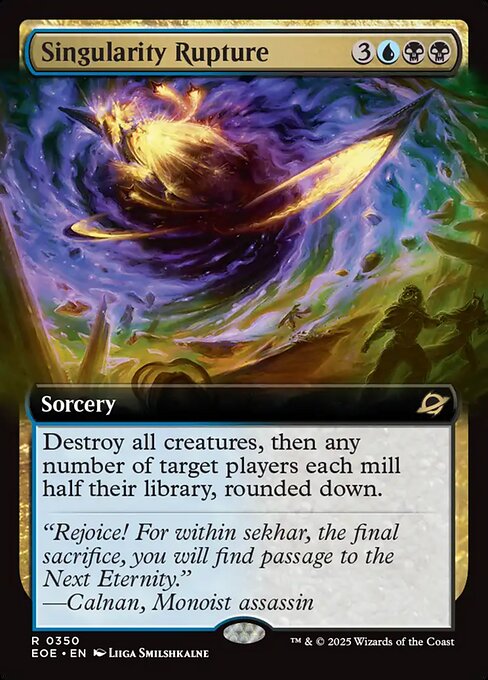 Singularity Rupture 3
Sorcery
Destroy all creatures, then any
number of target players each mill
half their library, rounded down.
“Rejoice! For within sekhar, the final
sacrifice, you will find passage to the
Next Eternity.”
—Calnan, Monoist assassin
R 0350
EOE • EN Liiga Smilshkalne
™ & © 2025 Wizards of the Coast